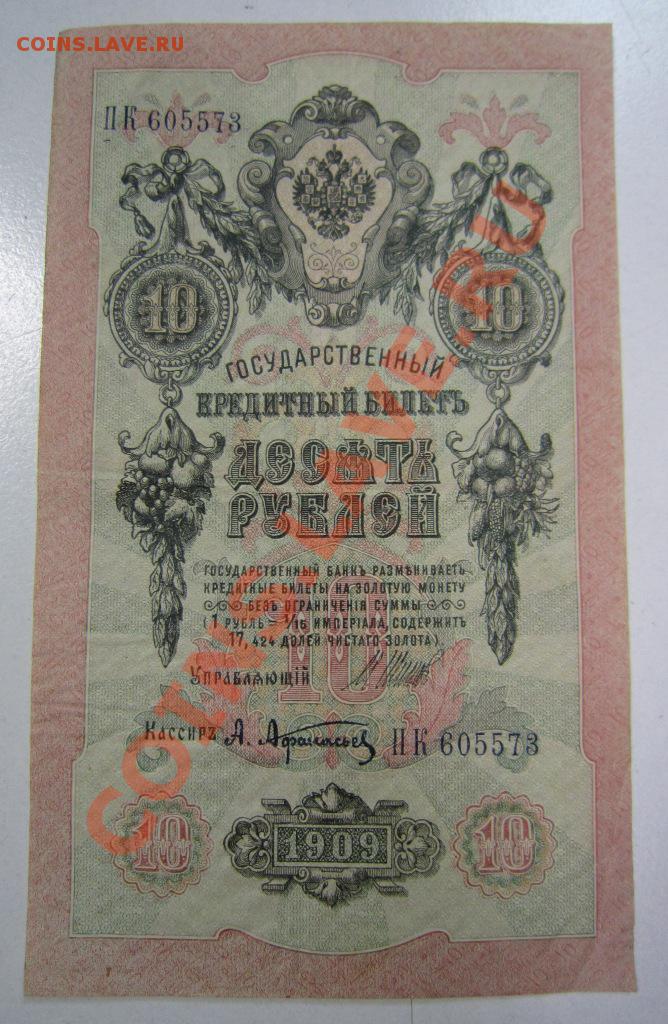 COINS.LAVE.RU
ПК 605573
10 10
ГОСУДАРСТВЕННЫЙ
КРЕДИТНЫЙ БИЛЕТЪ
ДЕСЯТЬ
РУБЛЕЙ
ГОСУДАРСТВЕННЫЙ БАНКЪ РАЗМѢНИВАЕТЪ
КРЕДИТНЫЕ БИЛЕТЫ НА ЗОЛОТУЮ МОНЕТУ
БЕЗЪ ОГРАНИЧЕНІЯ СУММЫ
(1 РУБЛЬ = 1/15 ИМПЕРІАЛА, СОДЕРЖИТЪ
17,424 ДОЛЕЙ ЧИСТАГО ЗОЛОТА).
10
УПРАВЛЯЮЩІЙ
КАССИРЪ А. Афанасьев ПК 605573
10 1909 10
COINS.LAVE.RU